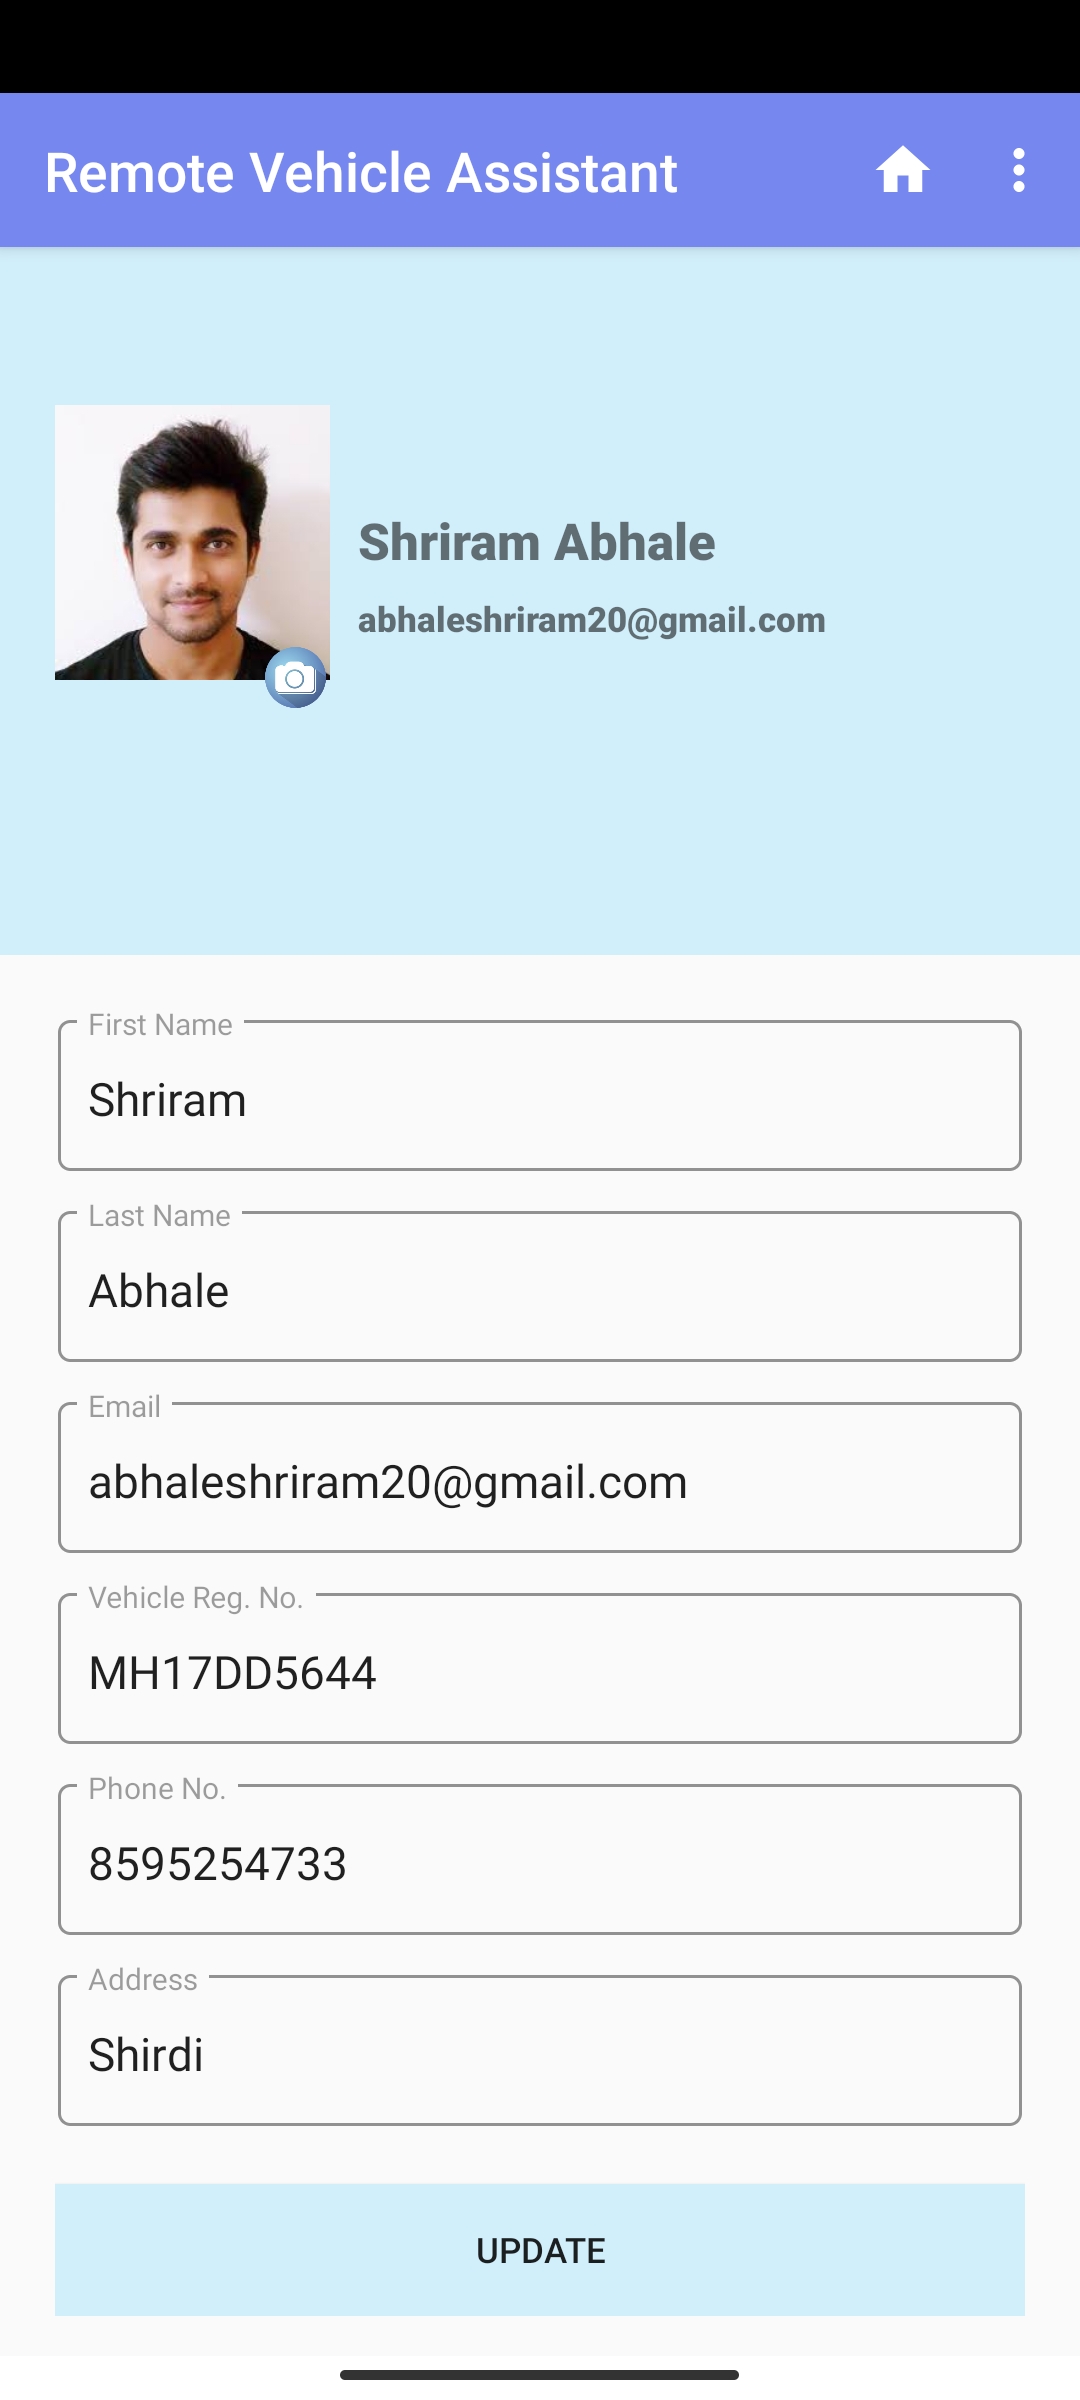 Remote Vehicle Assistant
Shriram Abhale
abhaleshriram20@gmail.com
First Name
Shriram
Last Name
Abhale
Email
abhaleshriram20@gmail.com
Vehicle Reg. No.
MH17DD5644
Phone No.
8595254733
Address
Shirdi
UPDATE